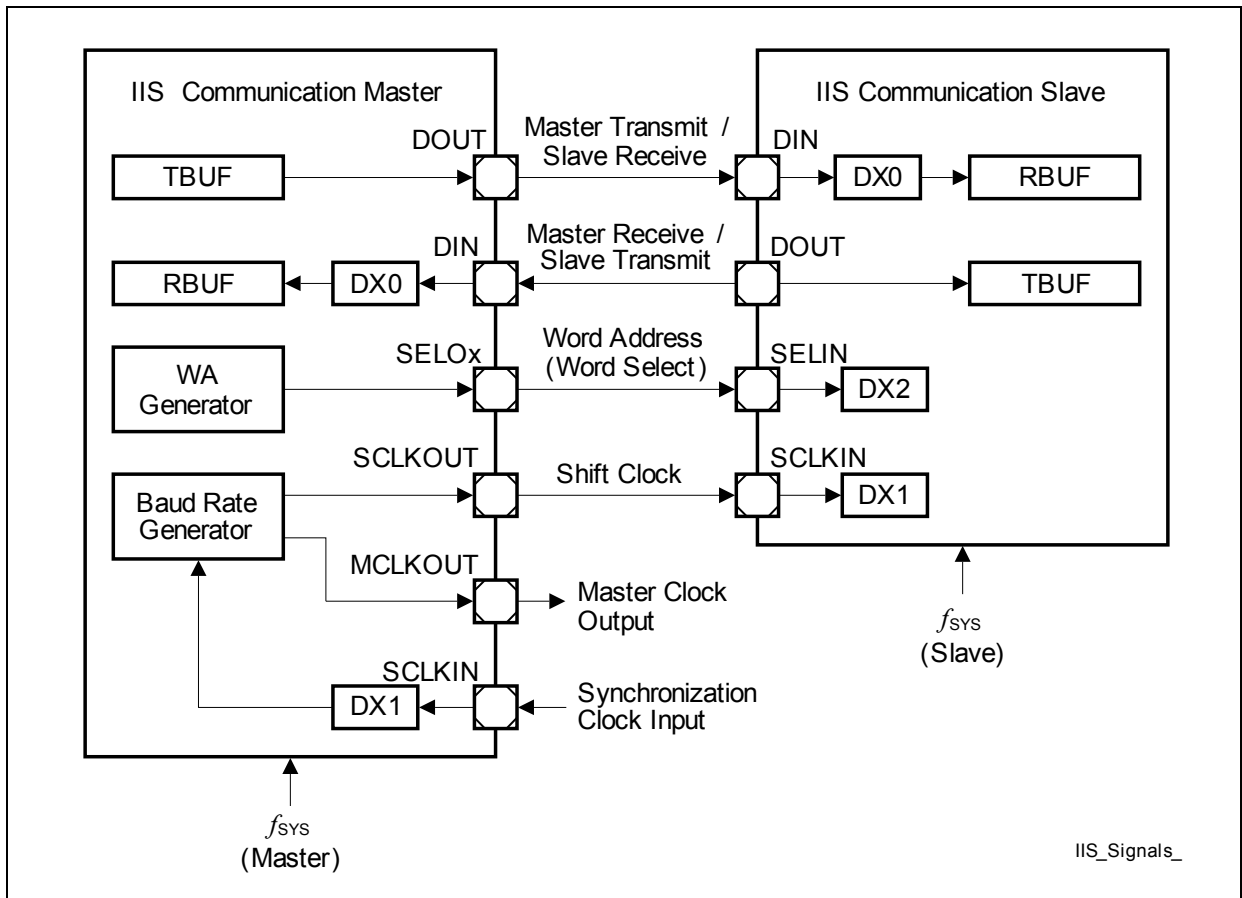 IIS Communication Master
IIS Communication Slave
DOUT
Master Transmit /
Slave Receive
DIN
TBUF
DX0
RBUF
DIN
Master Receive /
Slave Transmit
DOUT
RBUF
DX0
TBUF
WA
Generator
SELOx
Word Address
(Word Select)
SELIN
DX2
Baud Rate
Generator
SCLKOUT
Shift Clock
SCLKIN
DX1
MCLKOUT
Master Clock
Output
SCLKIN
DX1
Synchronization
Clock Input
fSYS
(Slave)
fSYS
(Master)
IIS_Signals_